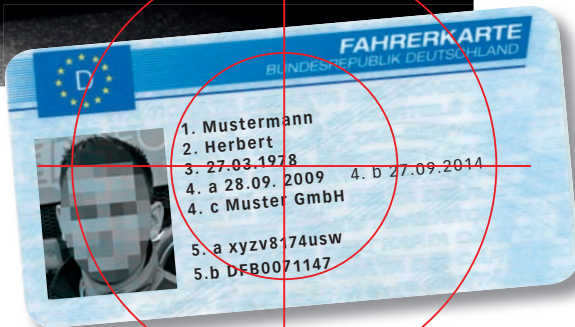 FAHRERKARTE
BUNDESREPUBLIK DEUTSCHLAND
D
1. Mustermann
2. Herbert
3. 27.03.1978
4. a 28.09. 2009 4. b 27.09.2014
4. c Muster GmbH
5. a xyzv8174usw
5.b DFB0071147